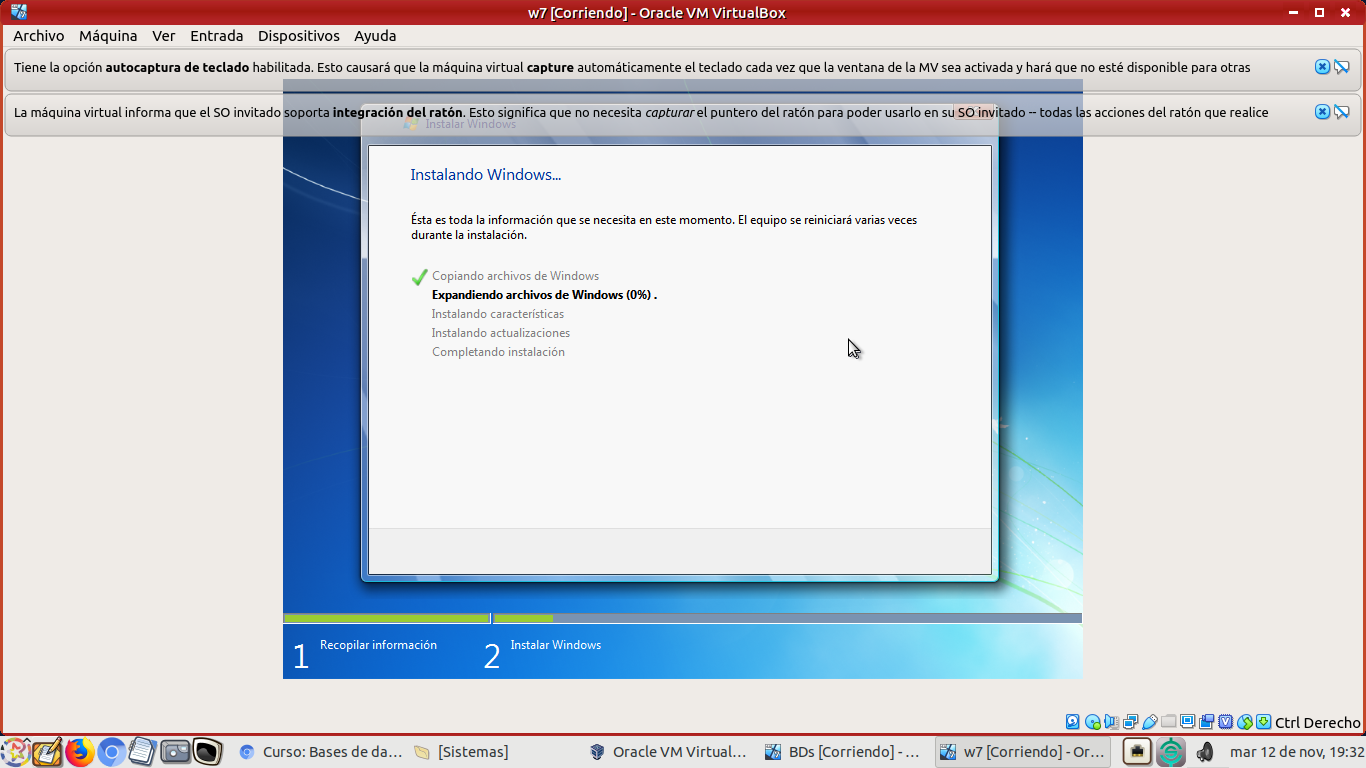 w7 [Corriendo] - Oracle VM VirtualBox
Archivo Máquina Ver Entrada Dispositivos Ayuda
Tiene la opción autocaptura de teclado habilitada. Esto causará que la máquina virtual capture automáticamente el teclado cada vez que la ventana de la MV sea activada y hará que no esté disponible para otras
La máquina virtual informa que el SO invitado soporta integración del ratón. Esto significa que no necesita capturar el puntero del ratón para poder usarlo en su SO invitado -- todas las acciones del ratón que realice
Instalar Windows
Instalando Windows...
Ésta es toda la información que se necesita en este momento. El equipo se reiniciará varias veces
durante la instalación.
Copiando archivos de Windows
Expandiendo archivos de Windows (0%) .
Instalando características
Instalando actualizaciones
Completando instalación
1 Recopilar información 2 Instalar Windows
Ctrl Derecho
Curso: Bases de da... [Sistemas] Oracle VM Virtual... BDs [Corriendo] - ... w7 [Corriendo] - Or... mar 12 de nov, 19:32